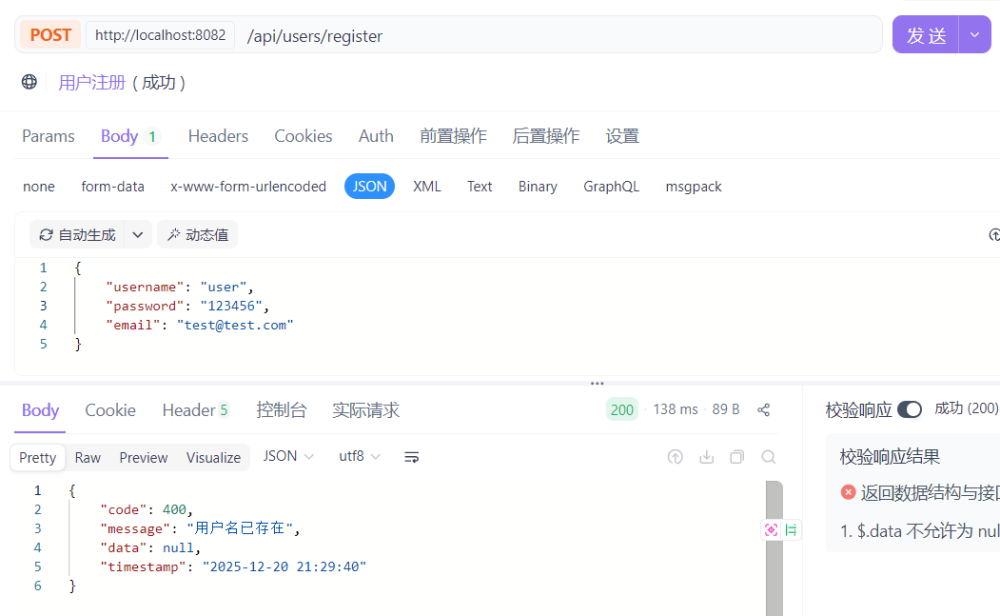 POST http://localhost:8082 /api/users/register 发送
用户注册 ( 成功 )
Params Body 1 Headers Cookies Auth 前置操作 后置操作 设置
none form-data x-www-form-urlencoded JSON XML Text Binary GraphQL msgpack
自动生成 动态值
1 {
2 "username": "user",
3 "password": "123456",
4 "email": "test@test.com"
5 }
Body Cookie Header 5 控制台 实际请求 200 138 ms 89 B
Pretty Raw Preview Visualize JSON utf8
1 {
2 "code": 400,
3 "message": "用户名已存在",
4 "data": null,
5 "timestamp": "2025-12-20 21:29:40"
6 }
校验响应 成功 (200)
校验响应结果
返回数据结构与接
1. $.data 不允许为 nul